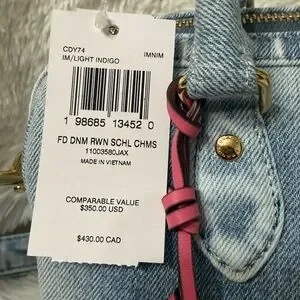 CDY74
IM/LIGHT INDIGO IMNIM
1 98685 13452 0
FD DNM RWN SCHL CHMS
11003580JAX
MADE IN VIETNAM
COMPARABLE VALUE
$350.00 USD
$430.00 CAD